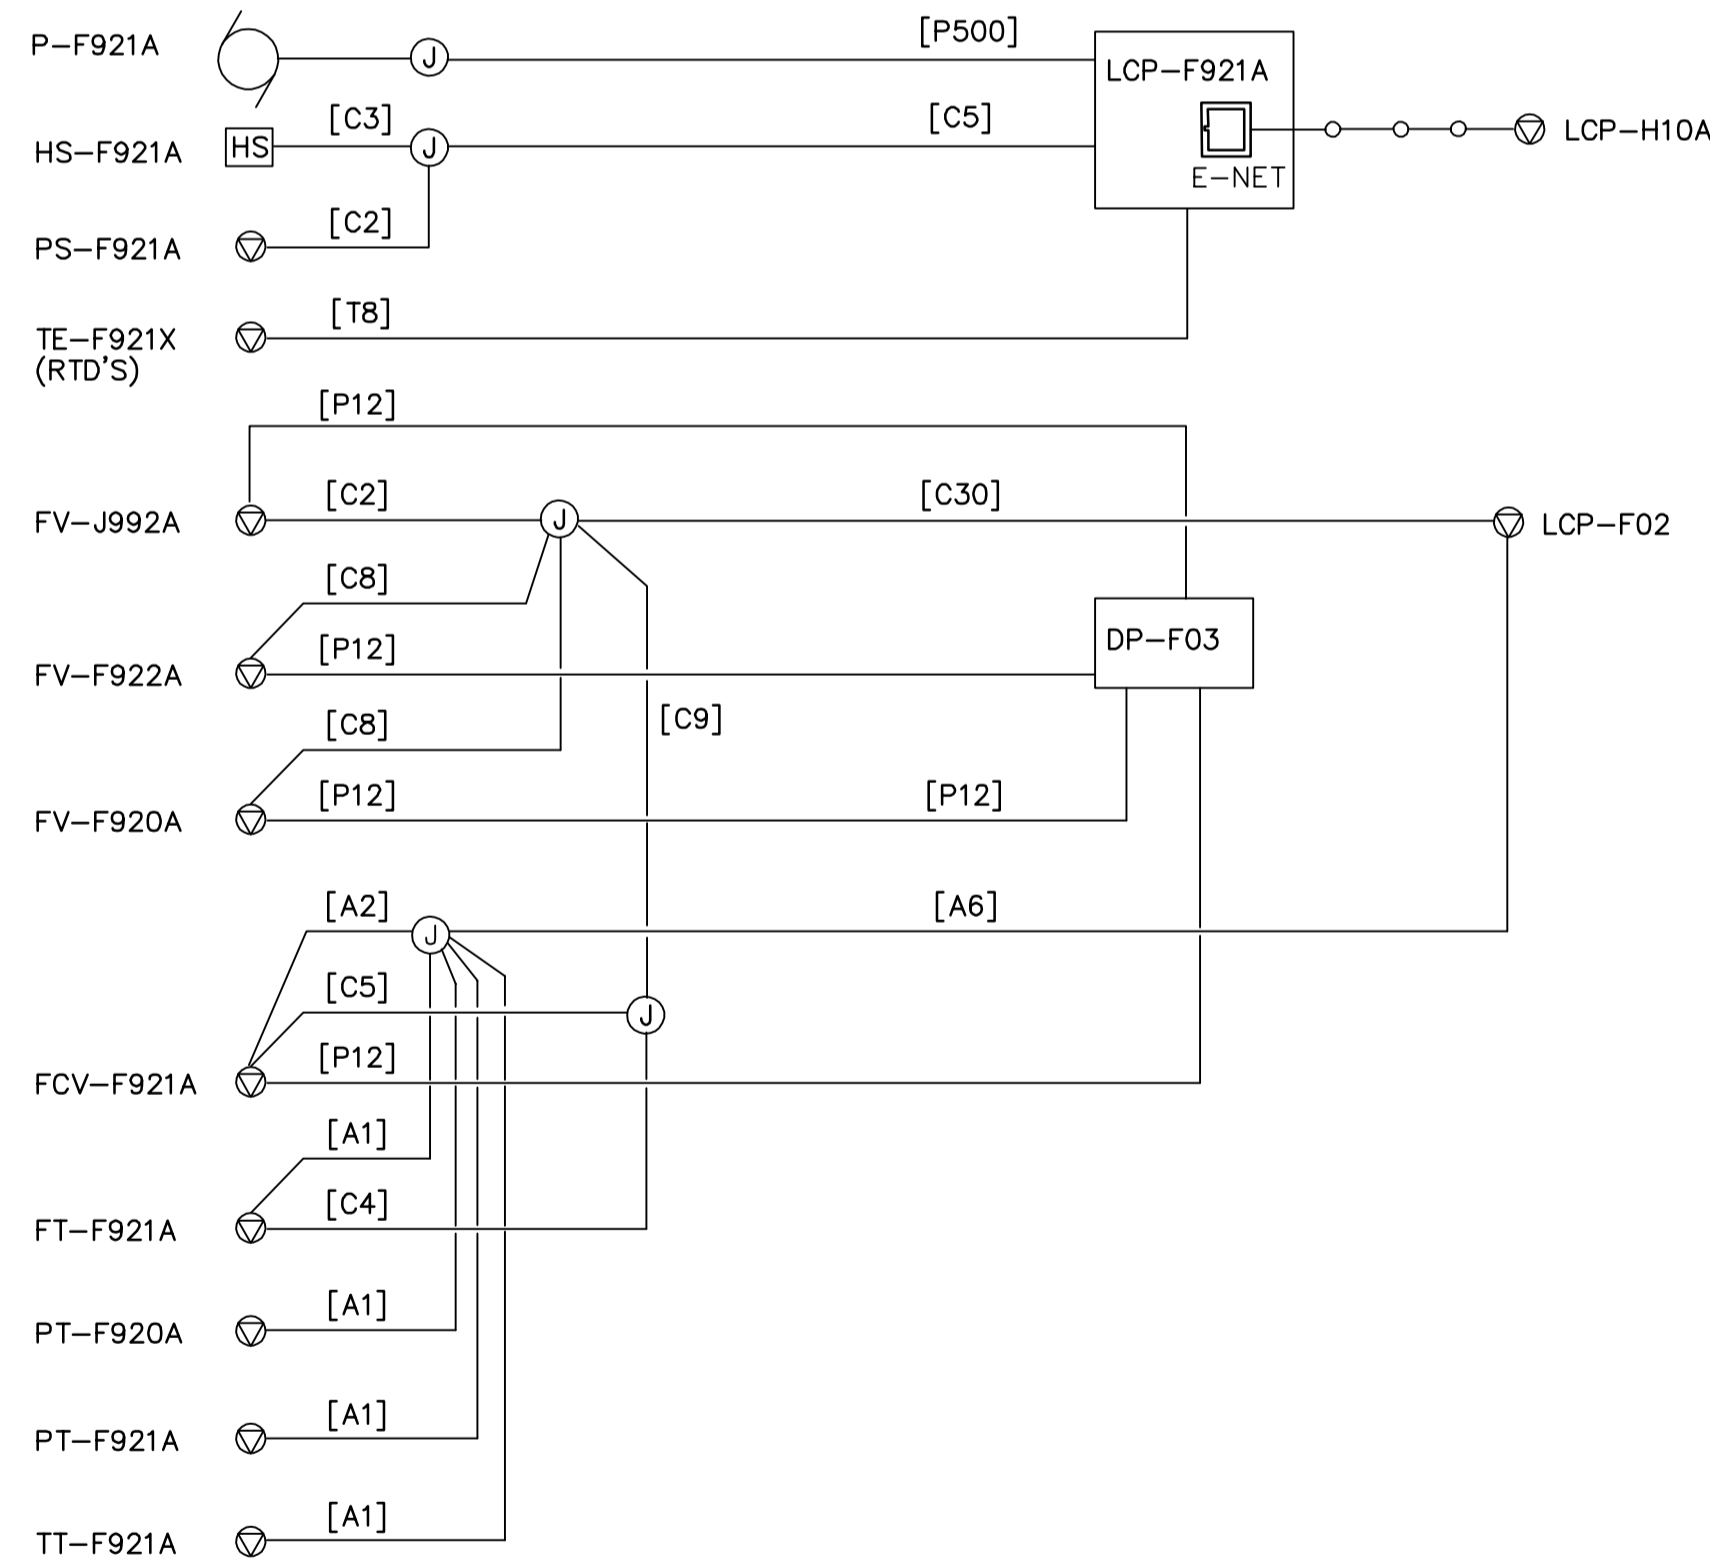 P-F921A
J
[P500]
LCP-F921A
[C3]
[C5]
HS-F921A
HS
J
LCP-H10A
E-NET
[C2]
PS-F921A
[T8]
TE-F921X
(RTD'S)
[P12]
[C2]
[C30]
FV-J992A
J
LCP-F02
[C8]
[P12]
DP-F03
FV-F922A
[C9]
[C8]
[P12]
[P12]
FV-F920A
[A2]
[A6]
J
[C5]
J
[P12]
FCV-F921A
[A1]
[C4]
FT-F921A
[A1]
PT-F920A
[A1]
PT-F921A
[A1]
TT-F921A